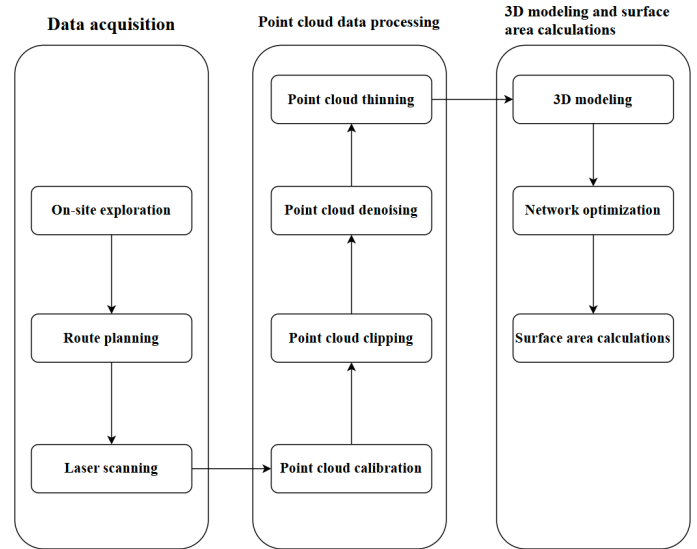 Data acquisition
On-site exploration
Route planning
Laser scanning
Point cloud data processing
Point cloud thinning
Point cloud denoising
Point cloud clipping
Point cloud calibration
3D modeling and surface
area calculations
3D modeling
Network optimization
Surface area calculations